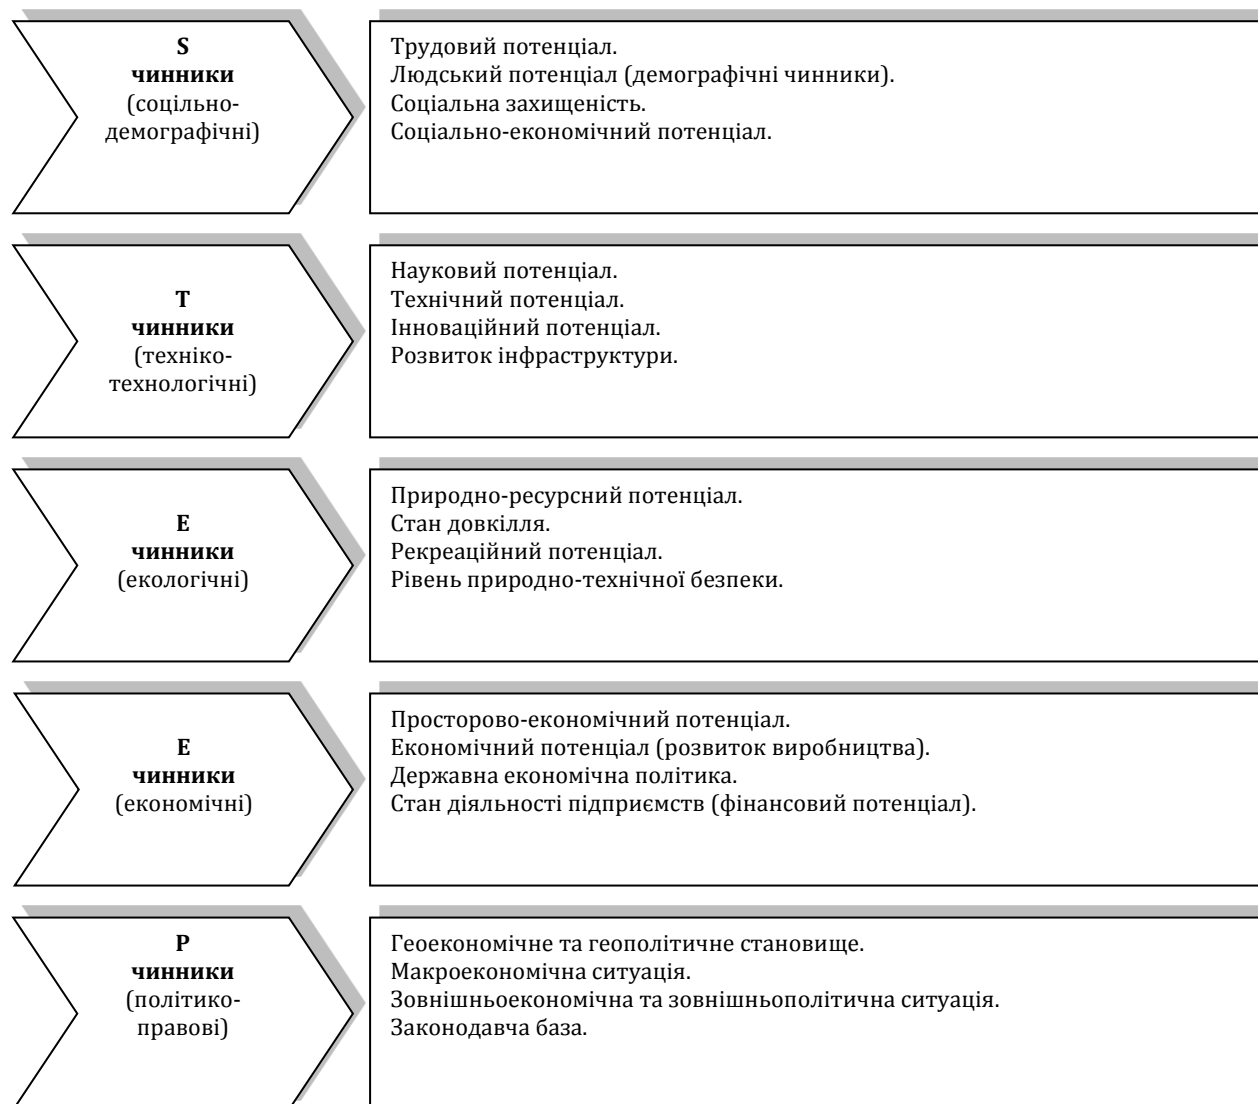 S
чинники
(соцільно-
демографічні)
Трудовий потенціал.
Людський потенціал (демографічні чинники).
Соціальна захищеність.
Соціально-економічний потенціал.
Т
чинники
(техніко-
технологічні)
Науковий потенціал.
Технічний потенціал.
Інноваційний потенціал.
Розвиток інфраструктури.
Е
чинники
(екологічні)
Природно-ресурсний потенціал.
Стан довкілля.
Рекреаційний потенціал.
Рівень природно-технічної безпеки.
Е
чинники
(економічні)
Просторово-економічний потенціал.
Економічний потенціал (розвиток виробництва).
Державна економічна політика.
Стан діяльності підприємств (фінансовий потенціал).
Р
чинники
(політико-
правові)
Геоекономічне та геополітичне становище.
Макроекономічна ситуація.
Зовнішньоекономічна та зовнішньополітична ситуація.
Законодавча база.